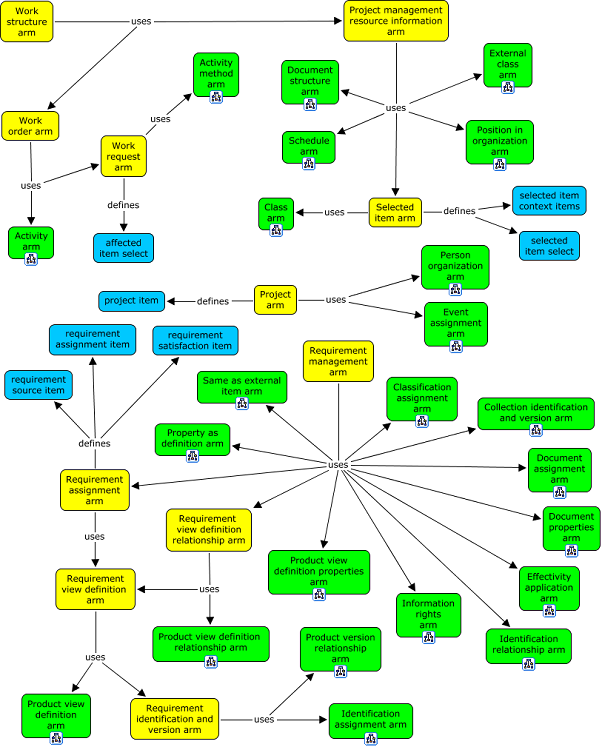 Work
structure
arm
uses
Project management
resource information
arm
Activity
method
arm
Document
structure
arm
External
class
arm
uses
Work
order arm
uses
Work
request
arm
Schedule
arm
Position in
organization
arm
uses
defines
Activity
arm
affected
item select
Class
arm
uses
Selected
item arm
defines
selected item
context items
selected
item
Person
organization
arm
project item
defines
Project
arm
uses
Event
assignment
arm
requirement
assignment item
requirement
satisfaction item
Requirement
management
arm
requirement
source item
Same as external
item arm
Classification
assignment
arm
Collection identification
and version arm
Property as
definition arm
defines
uses
Document
assignment
arm
Requirement
assignment
arm
Requirement
view definition
relationship arm
Document
properties
arm
uses
Product view
definition properties
arm
Effectivity
application
arm
Requirement
view definition
arm
uses
Information
rights
arm
Product view definition
relationship arm
Product version
relationship
arm
Identification
relationship arm
uses
Product view
definition
arm
Requirement
identification and
version arm
uses
Identification
assignment arm